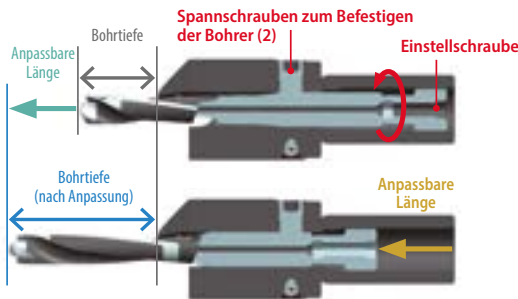 Spannschrauben zum Befestigen
der Bohrer (2)
Bohrtiefe
Einstellschraube
Anpassbare
Länge
Bohrtiefe
(nach Anpassung)
Anpassbare
Länge